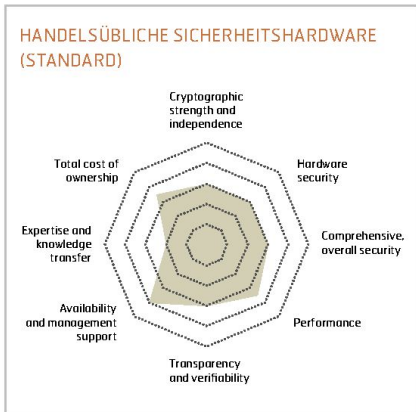 HANDELSÜBLICHE SICHERHEITSHARDWARE
(STANDARD)
Cryptographic
strength and
independence
Total cost of
ownership
Hardware
security
Expertise and
knowledge
transfer
Comprehensive,
overall security
Availability
and management
support
Performance
Transparency
and verifiability